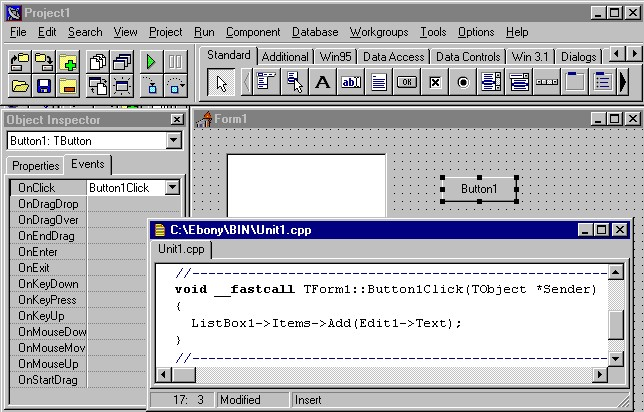 Project1
File Edit Search View Project Run Component Database Workgroups Tools Options Help
Standard Additional Win95 Data Access Data Controls Win 3.1 Dialogs
A ab OK
Object Inspector
Form1
Button1: TButton
Properties Events
Button1
OnClick Button1Click
OnDragDrop
OnDragOver
OnEndDrag
OnEnter
OnExit
OnKeyDown
OnKeyPress
OnKeyUp
OnMouseDow
OnMouseMov
OnMouseUp
OnStartDrag
C:\Ebony\BIN\Unit1.cpp
Unit1.cpp
//---------------------------------------------------------
void __fastcall TForm1::Button1Click(TObject *Sender)
{
ListBox1->Items->Add(Edit1->Text);
}
//---------------------------------------------------------
17: 3 Modified Insert